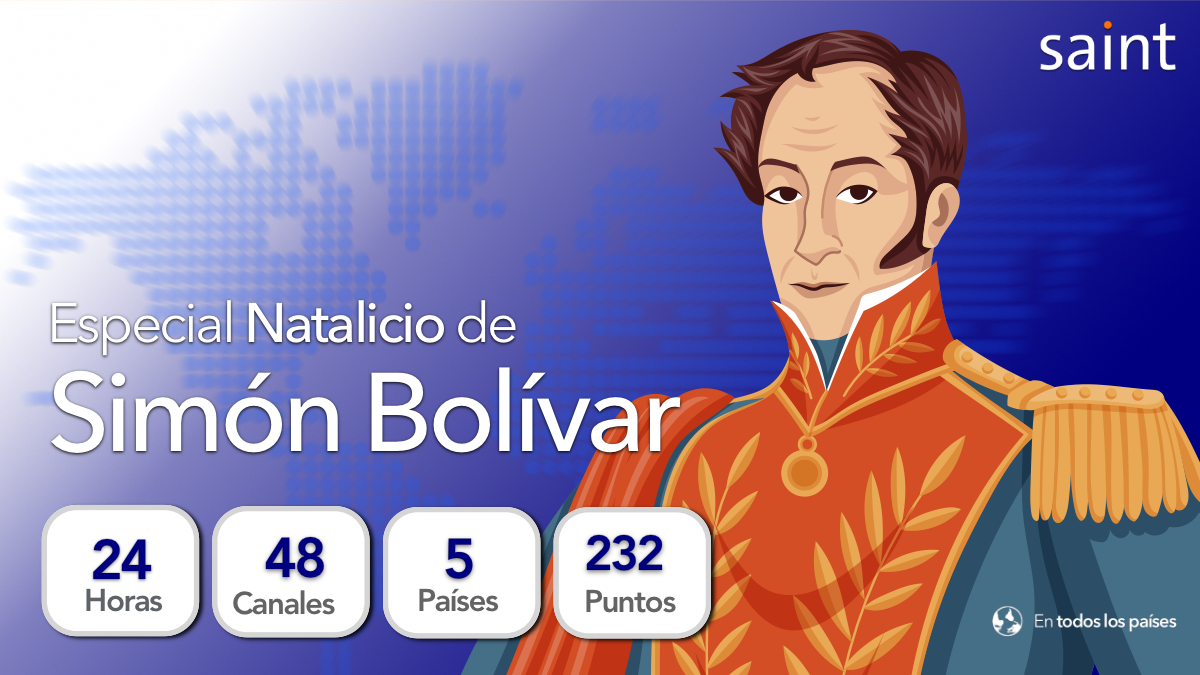 saint
Especial Natalicio de
Simón Bolívar
24
Horas
48
Canales
5
Países
232
Puntos
En todos los países